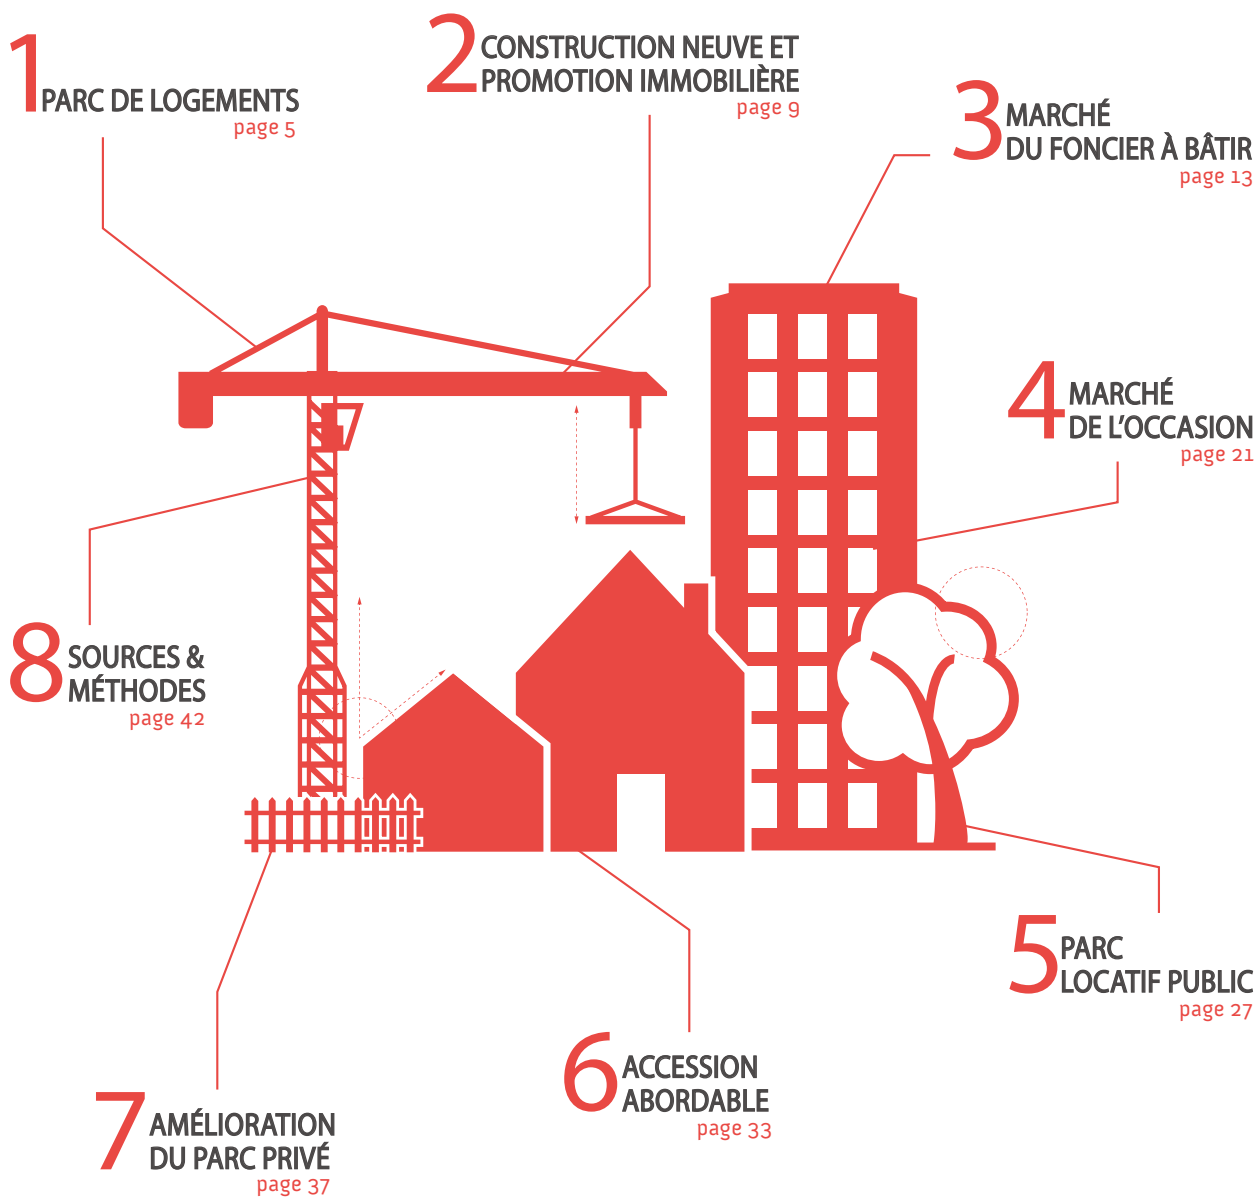 1 PARC DE LOGEMENTS
page 5
2 CONSTRUCTION NEUVE ET
PROMOTION IMMOBILIÈRE
page 9
3 MARCHÉ
DU FONCIER À BÂTIR
page 13
4 MARCHÉ
DE L’OCCASION
page 21
5 PARC
LOCATIF PUBLIC
page 27
6 ACCESSION
ABORDABLE
page 33
7 AMÉLIORATION
DU PARC PRIVÉ
page 37
8 SOURCES &
MÉTHODES
page 42